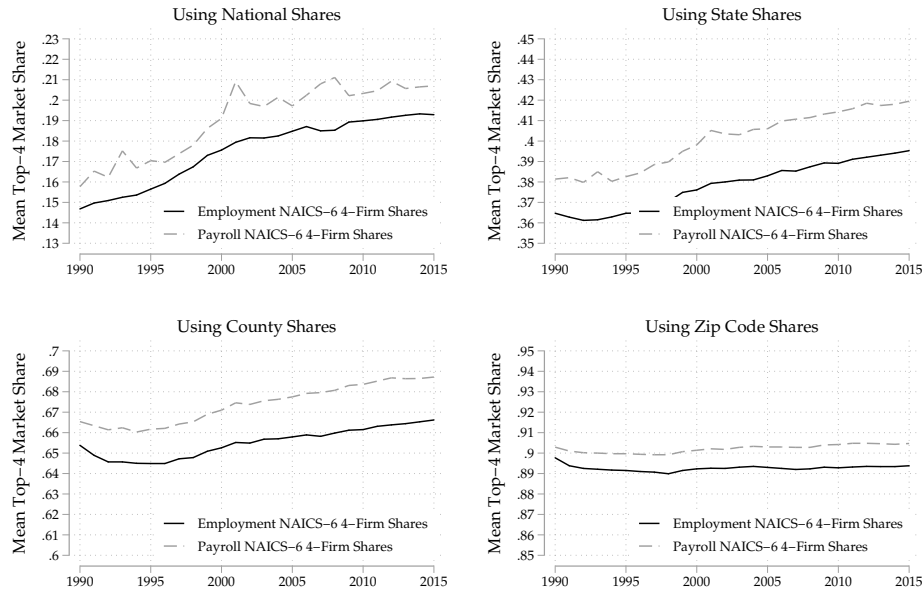 Using National Shares
Mean Top−4 Market Share
.23
.22
.21
.2
.19
.18
.17
.16
.15
.14
.13
Employment NAICS−6 4−Firm Shares
Payroll NAICS−6 4−Firm Shares
1990 1995 2000 2005 2010 2015
Using State Shares
Mean Top−4 Market Share
.45
.44
.43
.42
.41
.4
.39
.38
.37
.36
.35
Employment NAICS−6 4−Firm Shares
Payroll NAICS−6 4−Firm Shares
1990 1995 2000 2005 2010 2015
Using County Shares
Mean Top−4 Market Share
.7
.69
.68
.67
.66
.65
.64
.63
.62
.61
.6
Employment NAICS−6 4−Firm Shares
Payroll NAICS−6 4−Firm Shares
1990 1995 2000 2005 2010 2015
Using Zip Code Shares
Mean Top−4 Market Share
.95
.94
.93
.92
.91
.9
.89
.88
.87
.86
.85
Employment NAICS−6 4−Firm Shares
Payroll NAICS−6 4−Firm Shares
1990 1995 2000 2005 2010 2015